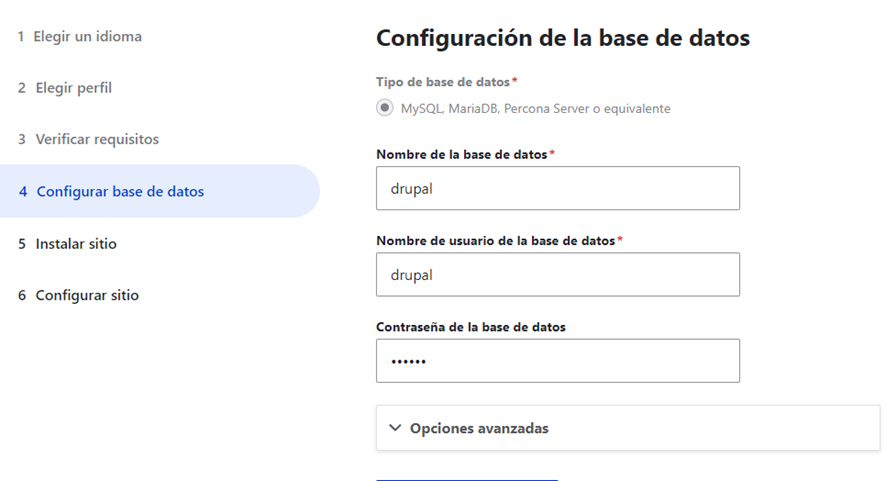 1 Elegir un idioma
2 Elegir perfil
3 Verificar requisitos
4 Configurar base de datos
5 Instalar sitio
6 Configurar sitio
Configuración de la base de datos
Tipo de base de datos*
MySQL, MariaDB, Percona Server o equivalente
Nombre de la base de datos*
drupal
Nombre de usuario de la base de datos*
drupal
Contraseña de la base de datos
••••••
Opciones avanzadas